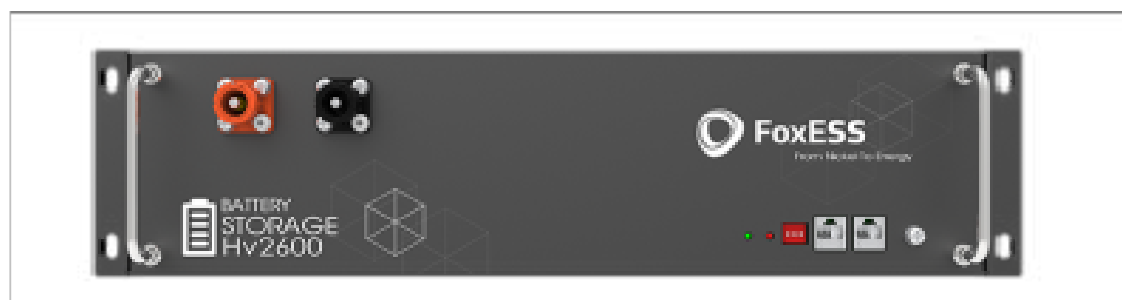 FoxESS
From Nickel To Energy
BATTERY
STORAGE
Hv2600